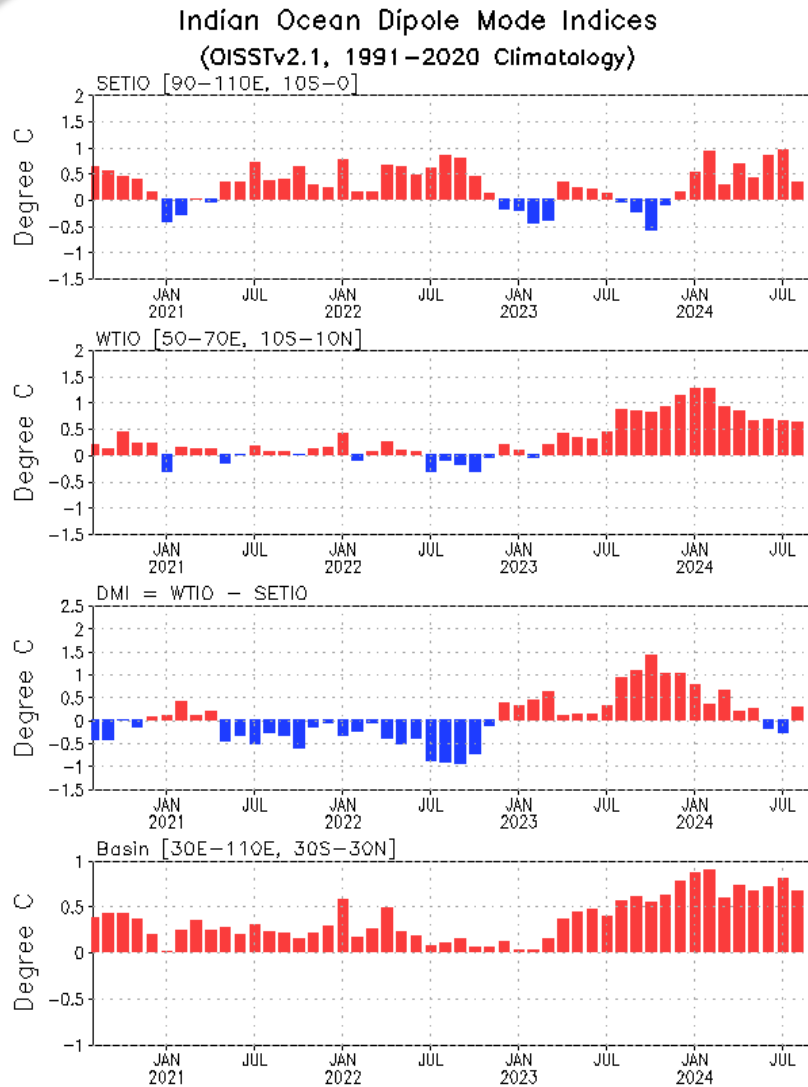 Indian Ocean Dipole Mode Indices
(OISSTv2.1, 1991-2020 Climatology)
SETIO [90-110E, 10S-0]
2
1.5
1
0.5
0
-0.5
-1
-1.5
Degree C
JAN JUL JAN JUL JAN JUL JAN JUL
2021 2022 2023 2024
WTIO [50-70E, 10S-10N]
2
1.5
1
0.5
0
-0.5
-1
-1.5
Degree C
JAN JUL JAN JUL JAN JUL JAN JUL
2021 2022 2023 2024
DMI = WTIO - SETIO
2.5
2
1.5
1
0.5
0
-0.5
-1
-1.5
Degree C
JAN JUL JAN JUL JAN JUL JAN JUL
2021 2022 2023 2024
Basin [30E-110E, 30S-30N]
1
0.5
0
-0.5
-1
Degree C
JAN JUL JAN JUL JAN JUL JAN JUL
2021 2022 2023 2024